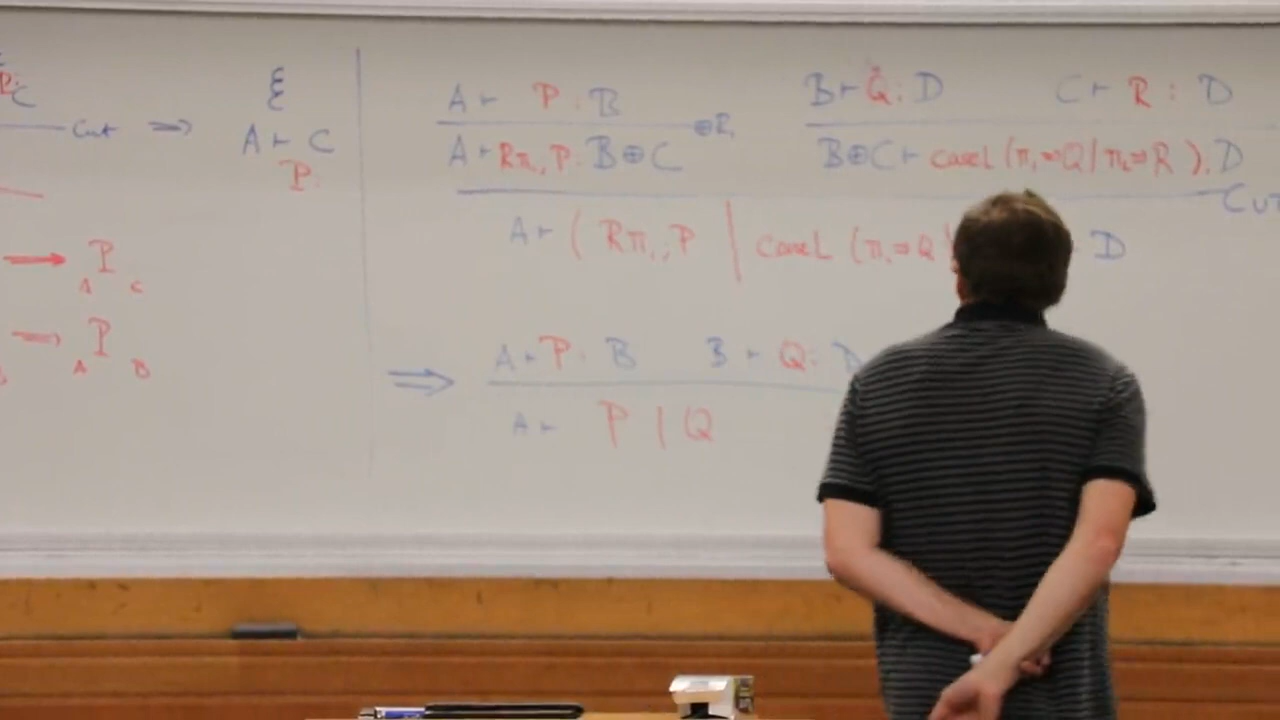 P:
C
Cut ⇒
ξ
A ⊢ C
P:
→ P
A C
⇒ P
A B
A ⊢ P : B
⊕R₁
A ⊢ Rπ₁, P : B⊕C
B ⊢ Q : D C ⊢ R : D
B⊕C ⊢ caseL (π₁⇒Q | π₂⇒R ). D
Cut
A ⊢ ( Rπ₁, P | caseL (π₁⇒Q D
⇒ A ⊢ P : B B ⊢ Q : D
A ⊢ P | Q